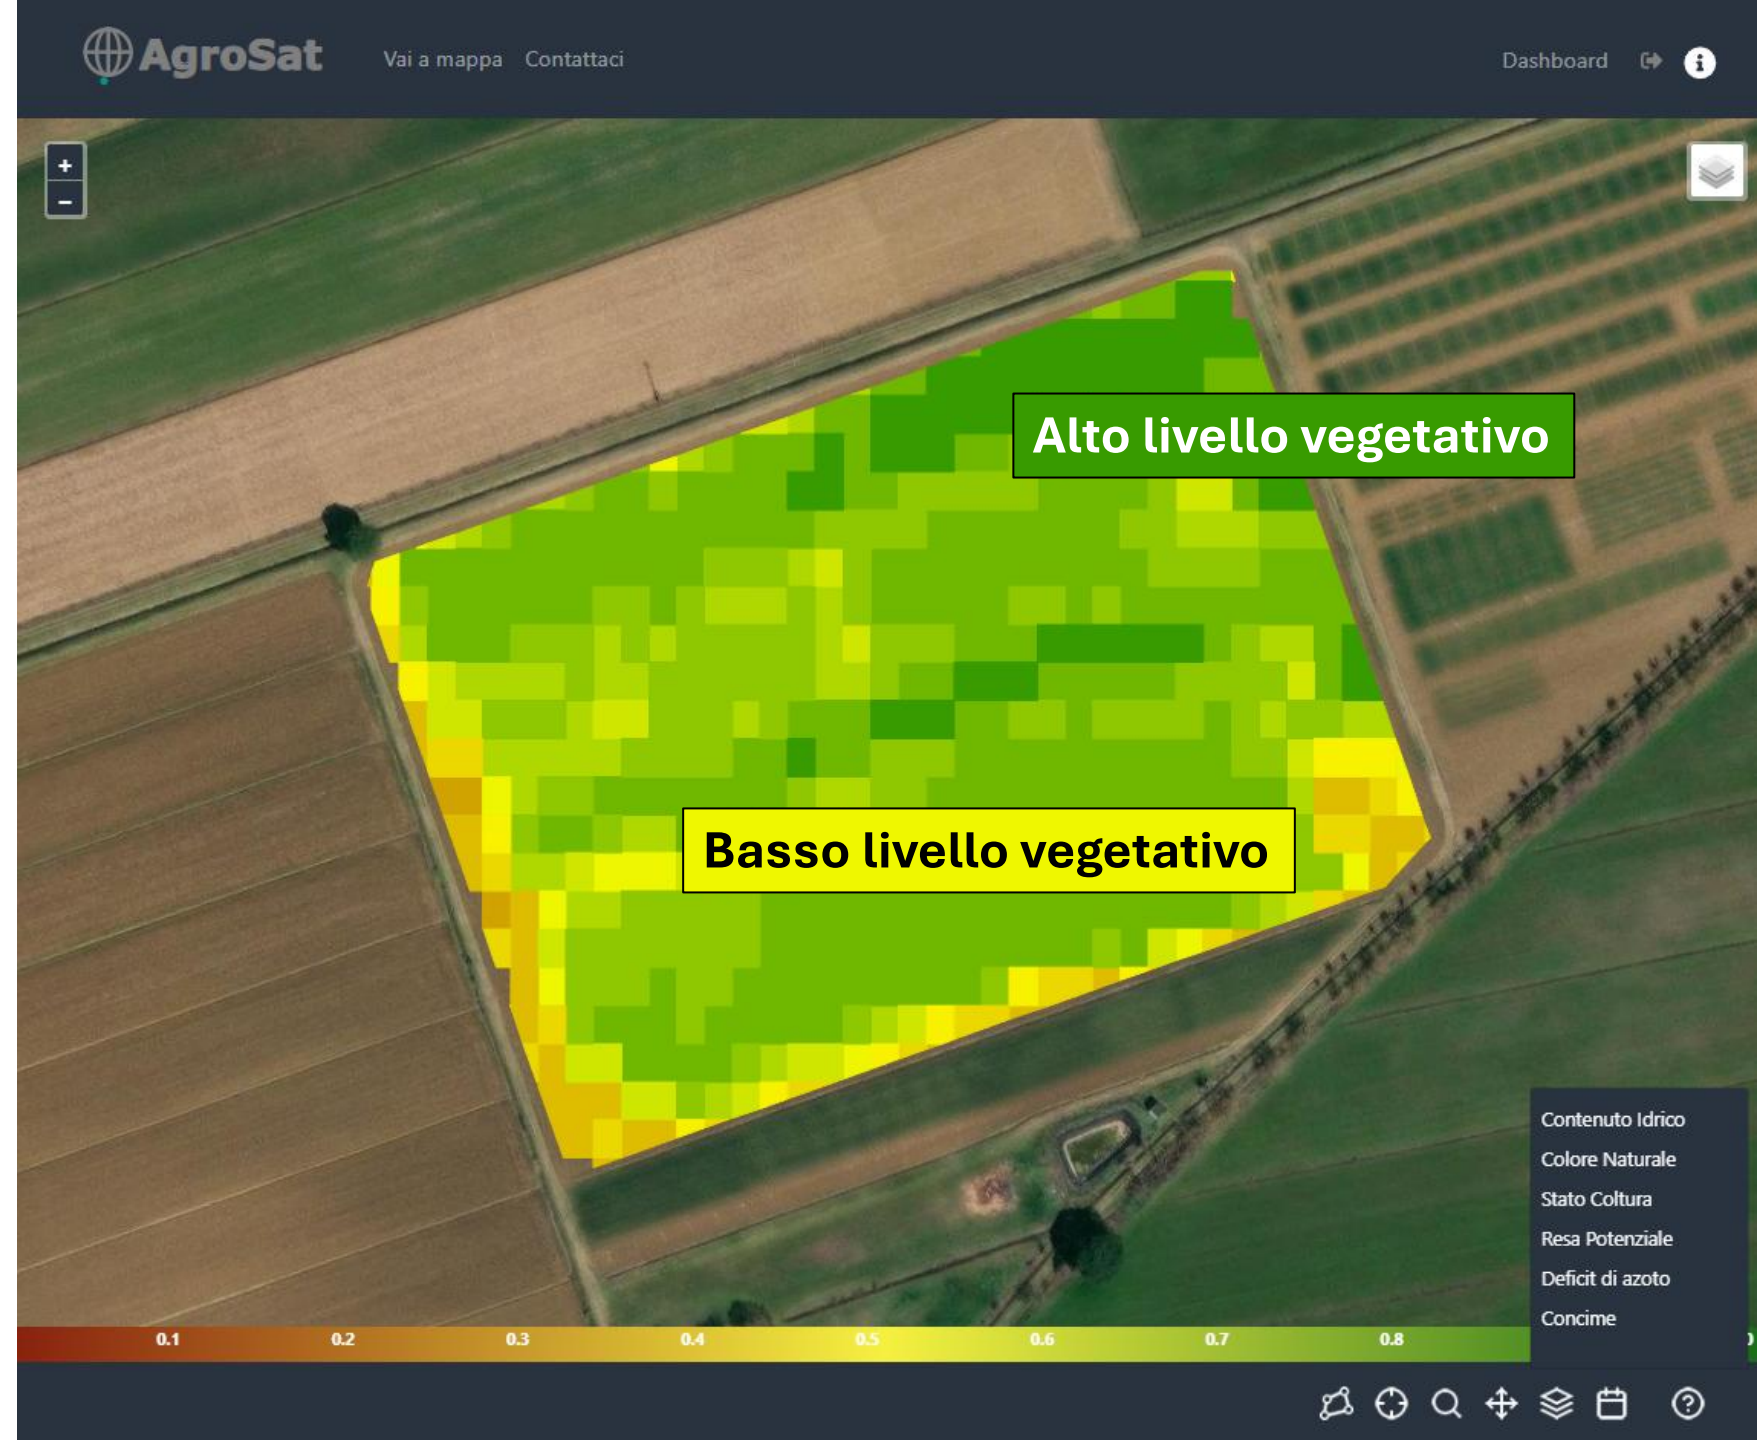 AgroSat
Vai a mappa
Contattaci
Dashboard
+
−
Alto livello vegetativo
Basso livello vegetativo
Contenuto Idrico
Colore Naturale
Stato Coltura
Resa Potenziale
Deficit di azoto
Concime
0.1 0.2 0.3 0.4 0.5 0.6 0.7 0.8